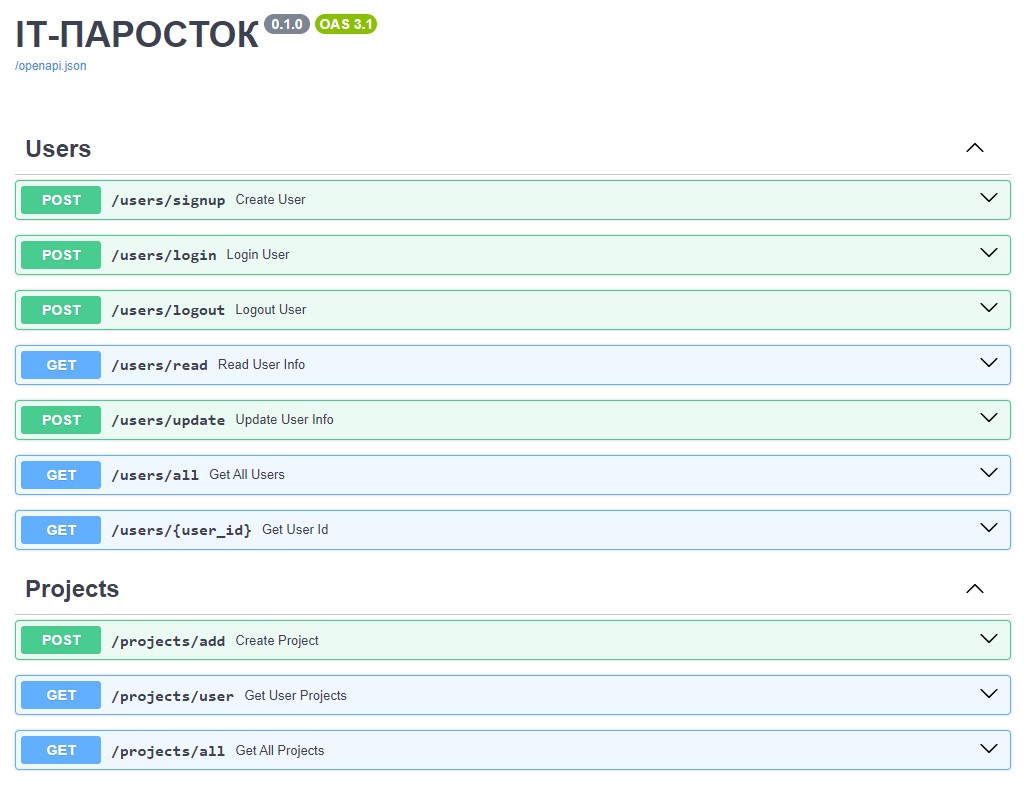 ІТ-ПАРОСТОК 0.1.0 OAS 3.1
/openapi.json
Users
POST /users/signup Create User
POST /users/login Login User
POST /users/logout Logout User
GET /users/read Read User Info
POST /users/update Update User Info
GET /users/all Get All Users
GET /users/{user_id} Get User Id
Projects
POST /projects/add Create Project
GET /projects/user Get User Projects
GET /projects/all Get All Projects